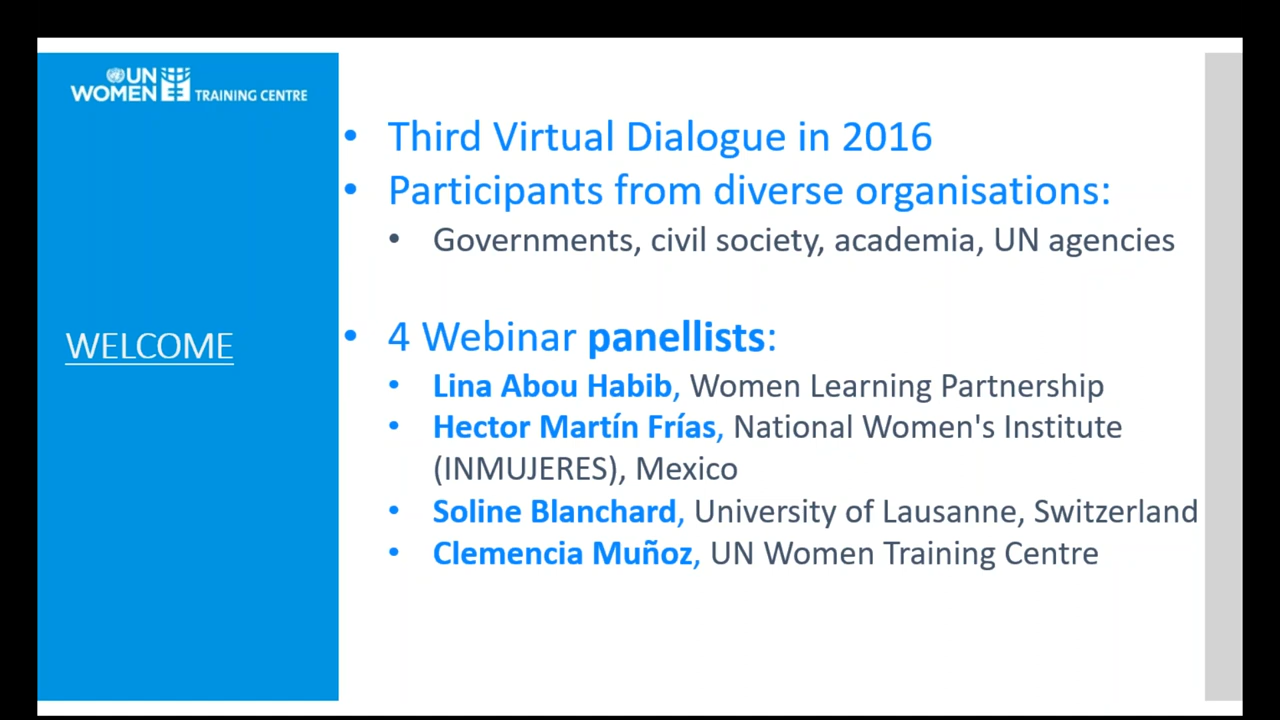 UN
WOMEN TRAINING CENTRE
WELCOME
• Third Virtual Dialogue in 2016
• Participants from diverse organisations:
• Governments, civil society, academia, UN agencies
• 4 Webinar panellists:
• Lina Abou Habib, Women Learning Partnership
• Hector Martín Frías, National Women's Institute
(INMUJERES), Mexico
• Soline Blanchard, University of Lausanne, Switzerland
• Clemencia Muñoz, UN Women Training Centre